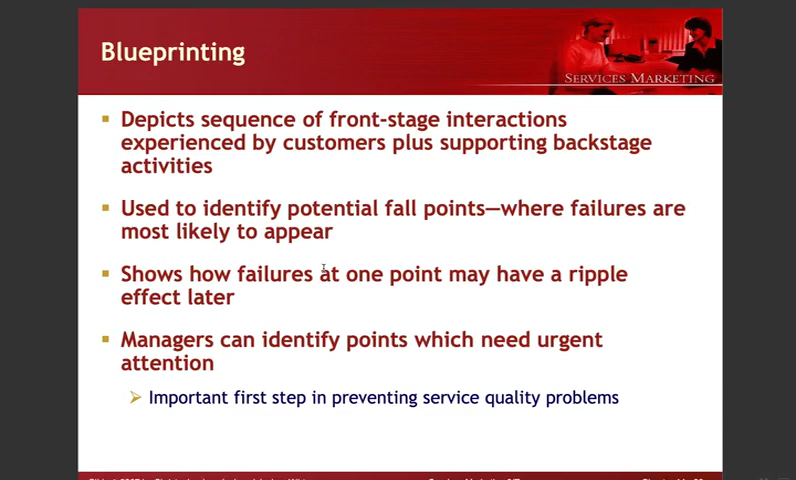 Blueprinting
SERVICES MARKETING
Depicts sequence of front-stage interactions
experienced by customers plus supporting backstage
activities
Used to identify potential fall points—where failures are
most likely to appear
Shows how failures at one point may have a ripple
effect later
Managers can identify points which need urgent
attention
Important first step in preventing service quality problems